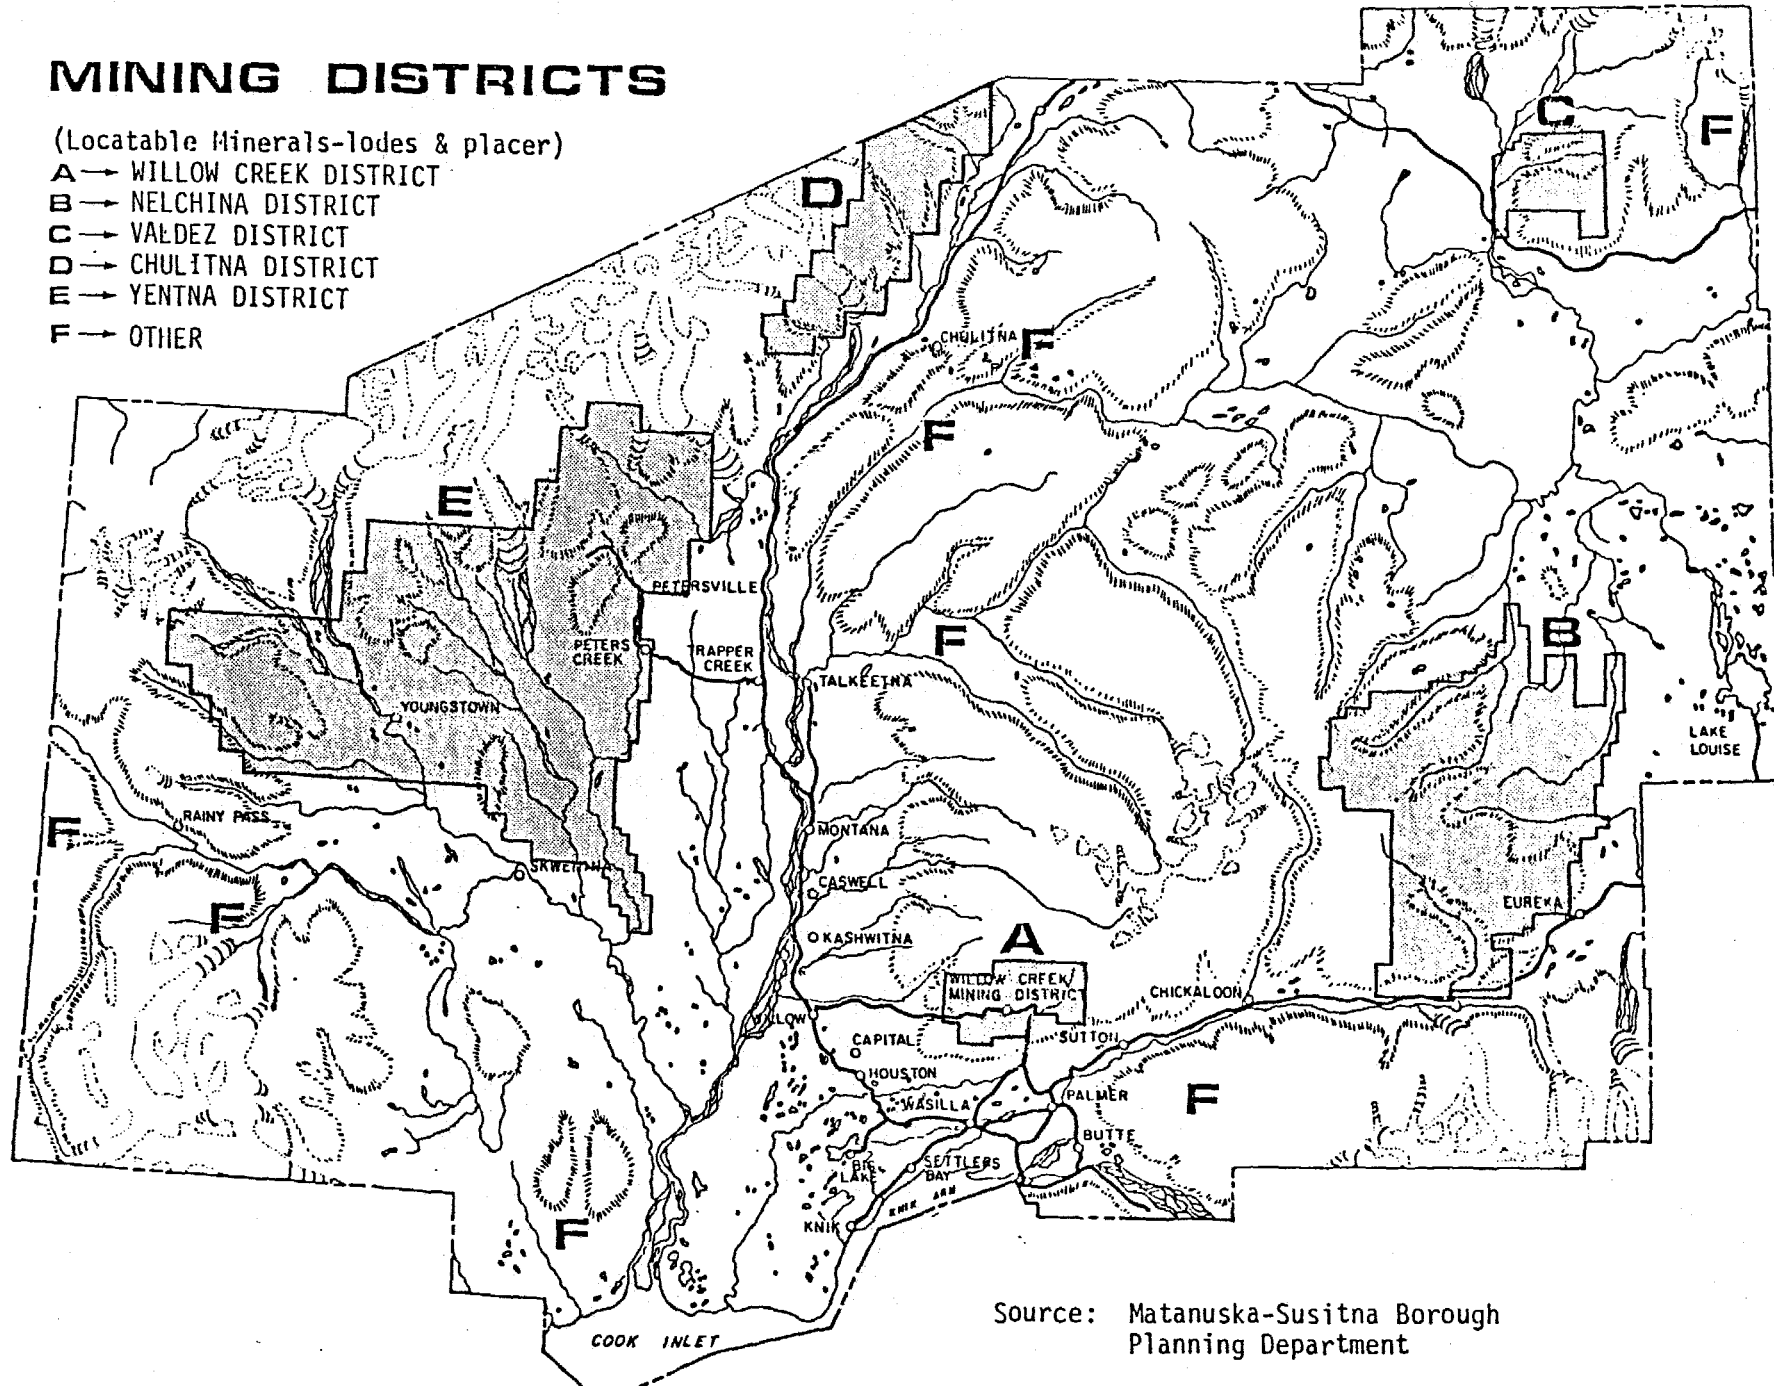 MINING DISTRICTS
(Locatable Minerals-lodes & placer)
A → WILLOW CREEK DISTRICT
B → NELCHINA DISTRICT
C → VALDEZ DISTRICT
D → CHULITNA DISTRICT
E → YENTNA DISTRICT
F → OTHER
C
F
D
CHULITNA
F
F
E
PETERSVILLE
PETERS
CREEK
TRAPPER
CREEK
F
B
TALKEETNA
YOUNGSTOWN
LAKE
LOUISE
RAINY PASS
F
MONTANA
SKWENTNA
CASWELL
EUREKA
F
KASHWITNA
A
WILLOW CREEK
MINING DISTRICT
CHICKALOON
WILLOW
CAPITAL
SUTTON
HOUSTON
WASILLA
PALMER
F
BUTTE
BIG
LAKE
SETTLERS
BAY
KNIK ARM
KNIK
F
COOK INLET
Source: Matanuska-Susitna Borough
Planning Department